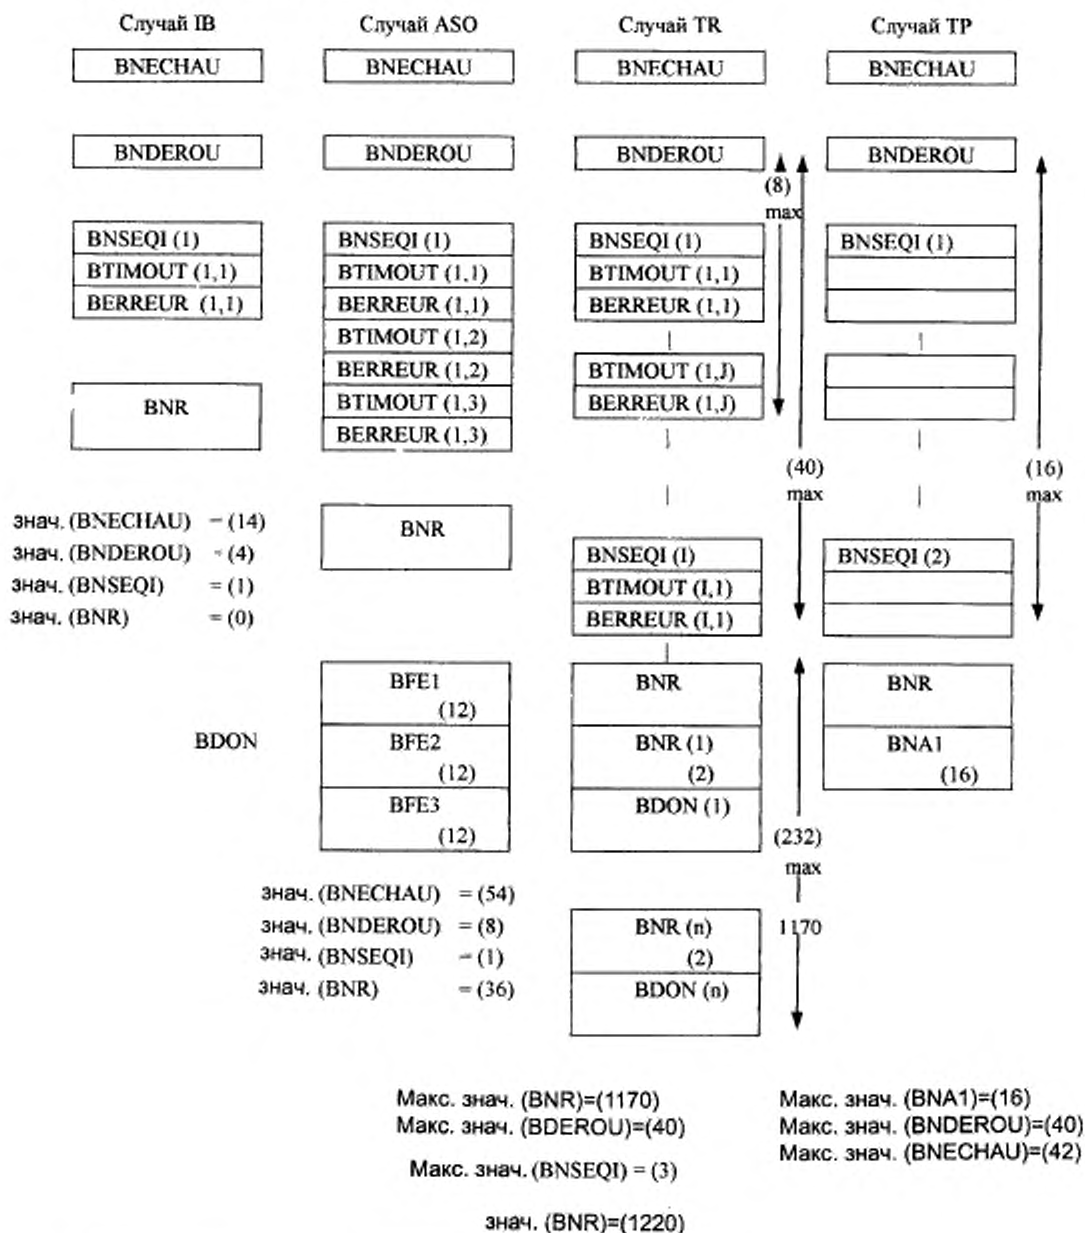 Случай IB
BNECHAU
BNDEROU
BNSEQI (1)
BTIMOUT (1,1)
BERREUR (1,1)
BNR
знач. (BNECHAU) = (14)
знач. (BNDEROU) = (4)
знач. (BNSEQI) = (1)
знач. (BNR) = (0)
Случай ASO
BNECHAU
BNDEROU
BNSEQI (1)
BTIMOUT (1,1)
BERREUR (1,1)
BTIMOUT (1,2)
BERREUR (1,2)
BTIMOUT (1,3)
BERREUR (1,3)
BNR
BDON
BFE1
(12)
BFE2
(12)
BFE3
(12)
знач. (BNECHAU) = (54)
знач. (BNDEROU) = (8)
знач. (BNSEQI) = (1)
знач. (BNR) = (36)
Случай TR
BNECHAU
BNDEROU
(8)
max
BNSEQI (1)
BTIMOUT (1,1)
BERREUR (1,1)
BTIMOUT (1,J)
BERREUR (1,J)
(40)
max
BNSEQI (I)
BTIMOUT (I,1)
BERREUR (I,1)
BNR
BNR (1)
(2)
BDON (1)
(232)
max
1170
BNR (n)
(2)
BDON (n)
Случай TP
BNECHAU
BNDEROU
BNSEQI (1)
(16)
max
BNSEQI (2)
BNR
BNA1
(16)
Макс. знач. (BNR)=(1170)
Макс. знач. (BDEROU)=(40)
Макс. знач. (BNSEQI) = (3)
знач. (BNR)=(1220)
Макс. знач. (BNA1)=(16)
Макс. знач. (BNDEROU)=(40)
Макс. знач. (BNECHAU)=(42)